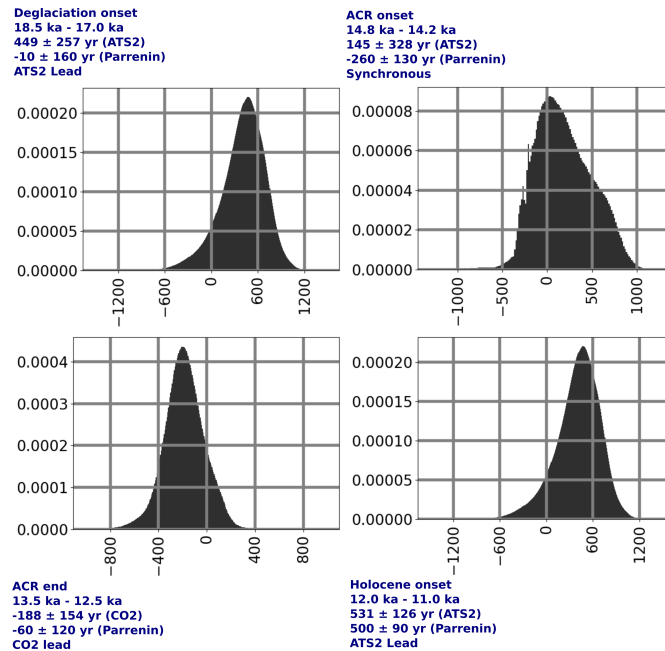 Deglaciation onset
18.5 ka - 17.0 ka
449 ± 257 yr (ATS2)
-10 ± 160 yr (Parrenin)
ATS2 Lead
ACR onset
14.8 ka - 14.2 ka
145 ± 328 yr (ATS2)
-260 ± 130 yr (Parrenin)
Synchronous
0.00020
0.00015
0.00010
0.00005
0.00000
−1200
0
600
1200
0.00008
0.00006
0.00004
0.00002
0.00000
−1000
−500
0
500
1000
0.0004
0.0003
0.0002
0.0001
0.0000
−800
−400
0
400
800
0.00020
0.00015
0.00010
0.00005
0.00000
−1200
0
600
1200
ACR end
13.5 ka - 12.5 ka
-188 ± 154 yr (CO2)
-60 ± 120 yr (Parrenin)
CO2 lead
Holocene onset
12.0 ka - 11.0 ka
531 ± 126 yr (ATS2)
500 ± 90 yr (Parrenin)
ATS2 Lead